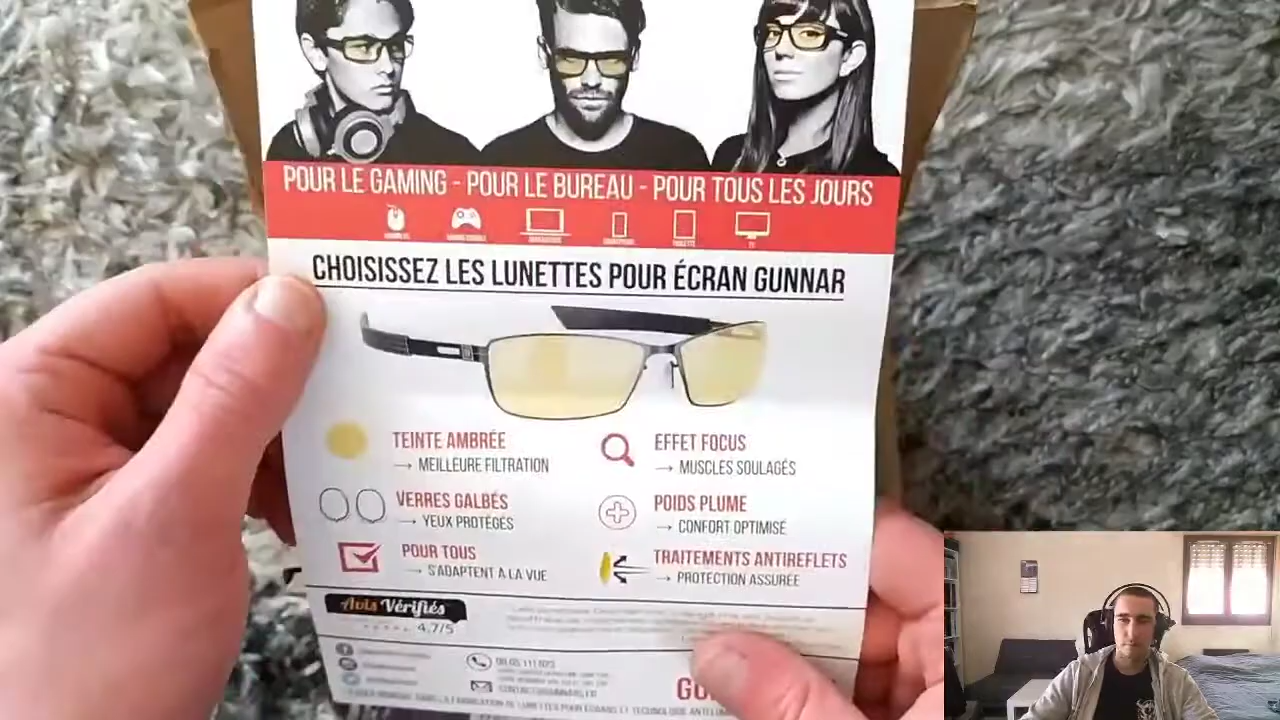 POUR LE GAMING - POUR LE BUREAU - POUR TOUS LES JOURS
CHOISISSEZ LES LUNETTES POUR ÉCRAN GUNNAR
TEINTE AMBRÉE
→ MEILLEURE FILTRATION
EFFET FOCUS
→ MUSCLES SOULAGÉS
VERRES GALBÉS
→ YEUX PROTÉGÉS
POIDS PLUME
→ CONFORT OPTIMISÉ
POUR TOUS
→ S'ADAPTENT A LA VUE
TRAITEMENTS ANTIREFLETS
→ PROTECTION ASSURÉE
Avis Vérifiés
4.7/5